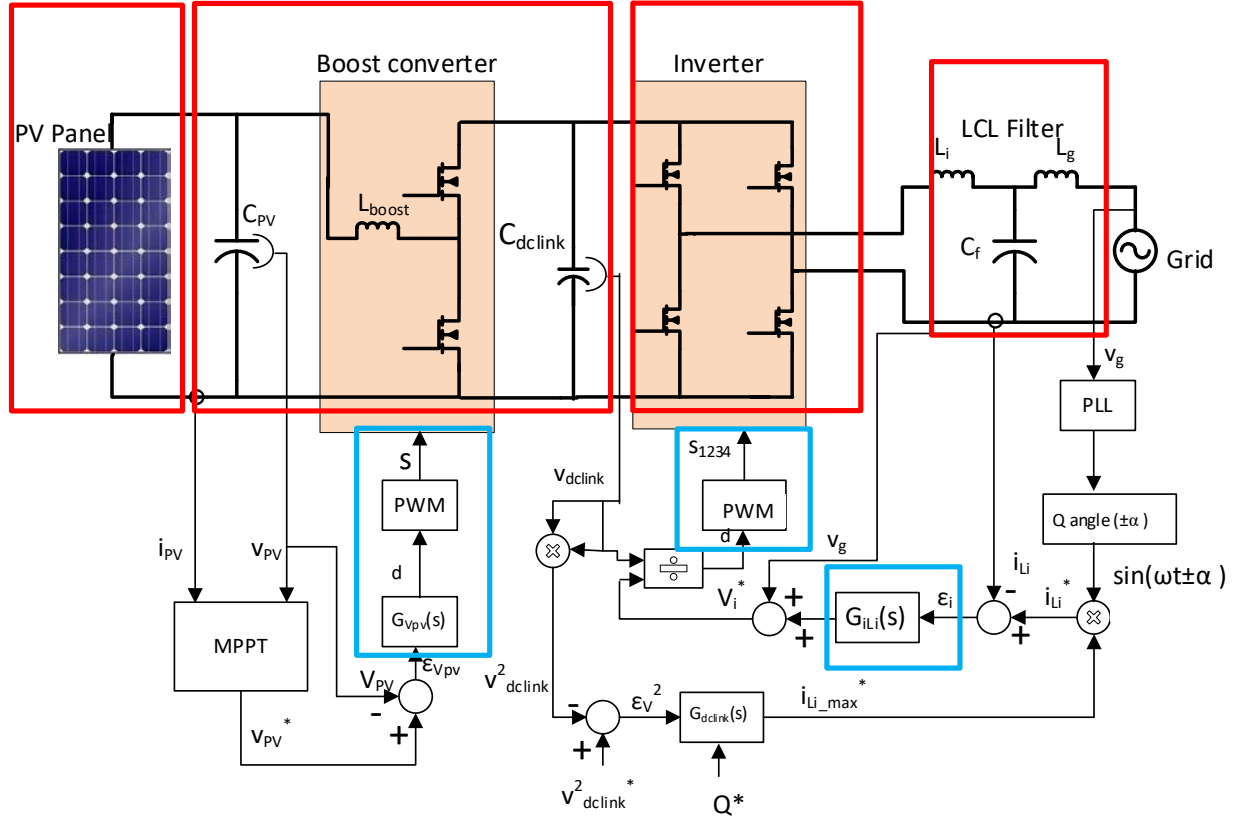 Boost converter
Inverter
PV Panel
LCL Filter
L_i
L_g
C_PV
L_boost
C_dclink
C_f
Grid
v_g
PLL
s
s_1234
v_dclink
PWM
PWM
d
Q angle (±α)
i_PV
v_PV
d
÷
v_g
i_Li
sin(ωt±α)
V_i^*
i_Li^*
ε_i
-
+
+
+
G_Vpv(s)
G_iLi(s)
MPPT
ε_Vpv
V_PV
-
+
v^2_dclink
v_PV^*
-
ε_V^2
G_dclink(s)
i_Li_max^*
+
v^2_dclink^*
Q*